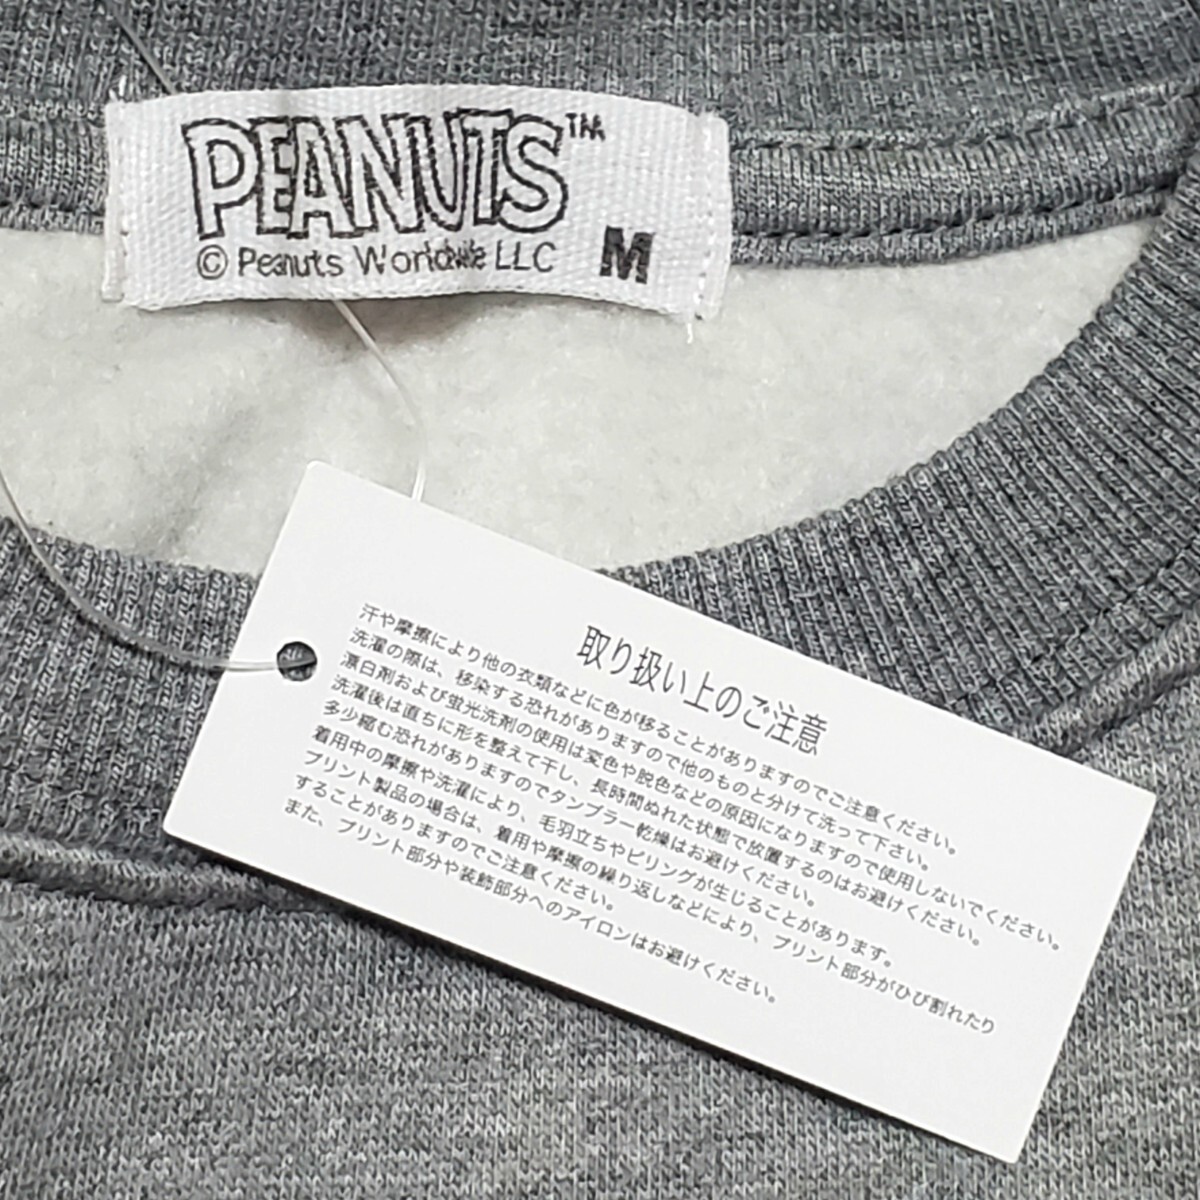 PEANUTS™
© Peanuts Worldwide LLC
M
取り扱い上のご注意
汗や摩擦により他の衣類などに色が移ることがありますのでご注意ください。
洗濯の際は、移染する恐れがありますので他のものと分けて洗って下さい。
漂白剤および蛍光洗剤の使用は変色や脱色などの原因になりますので使用しないでください。
洗濯後は直ちに形を整えて干し、長時間ぬれた状態で放置するのはお避けください。
多少縮む恐れがありますのでタンブラー乾燥はお避けください。
着用中の摩擦や洗濯により、毛羽立ちやピリングが生じることがあります。
プリント製品の場合は、着用や摩擦の繰り返しなどにより、プリント部分がひび割れたり
することがありますのでご注意ください。
また、プリント部分や装飾部分へのアイロンはお避けください。